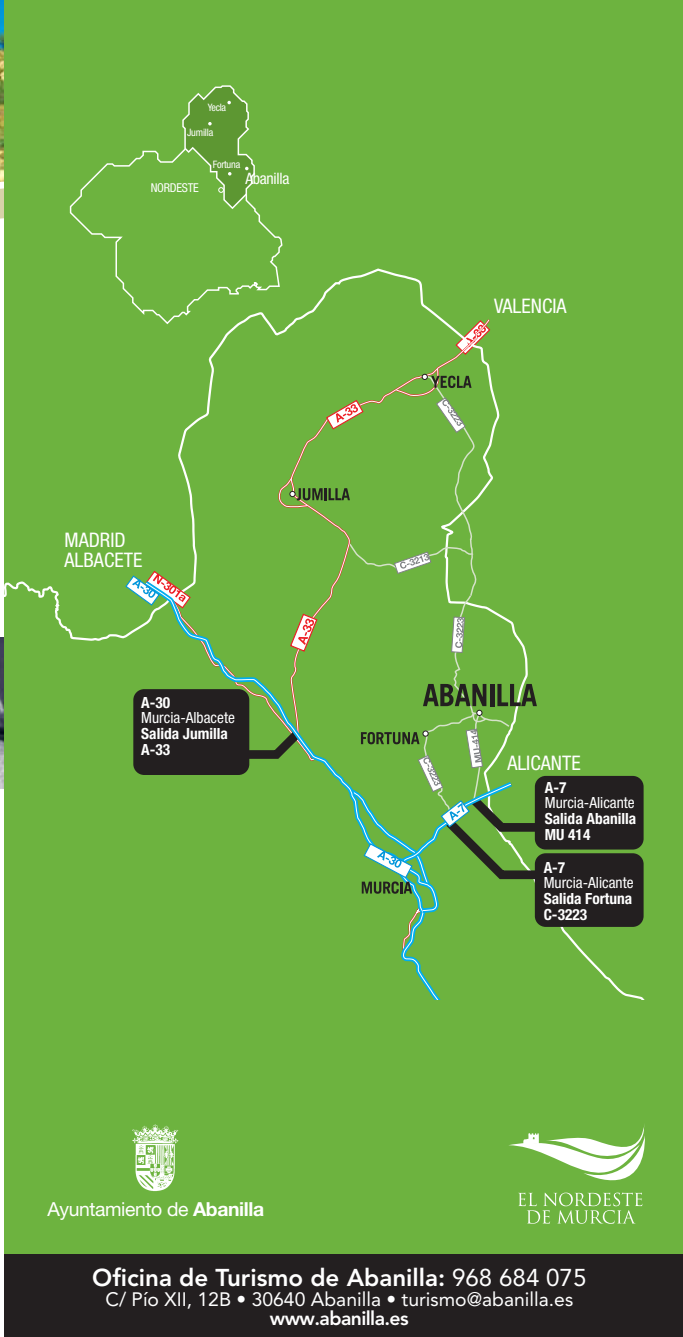 Yecla
Jumilla
Fortuna
Abanilla
NORDESTE
VALENCIA
A-33
YECLA
C-3223
A-33
JUMILLA
MADRID
ALBACETE
N-301a
A-30
C-3213
A-33
C-3223
ABANILLA
A-30
Murcia-Albacete
Salida Jumilla
A-33
FORTUNA
MU-414
C-3223
ALICANTE
A-7
Murcia-Alicante
Salida Abanilla
MU 414
A-7
A-30
MURCIA
A-7
Murcia-Alicante
Salida Fortuna
C-3223
Ayuntamiento de Abanilla
EL NORDESTE
DE MURCIA
Oficina de Turismo de Abanilla: 968 684 075
C/ Pío XII, 12B • 30640 Abanilla • turismo@abanilla.es
www.abanilla.es